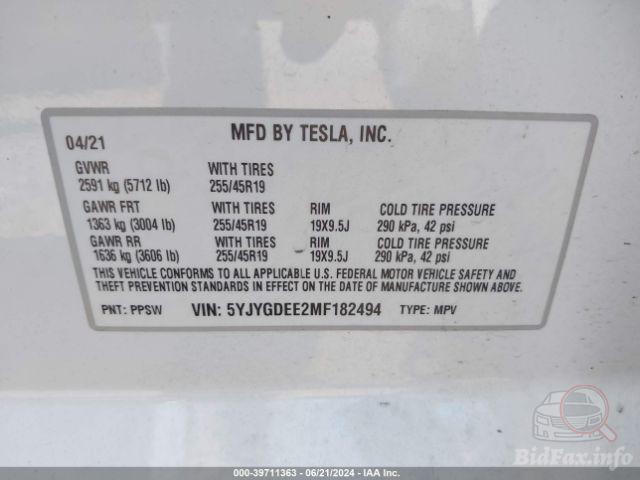 04/21 MFD BY TESLA, INC.
GVWR WITH TIRES
2591 kg (5712 lb) 255/45R19
GAWR FRT WITH TIRES RIM COLD TIRE PRESSURE
1363 kg (3004 lb) 255/45R19 19X9.5J 290 kPa, 42 psi
GAWR RR WITH TIRES RIM COLD TIRE PRESSURE
1636 kg (3606 lb) 255/45R19 19X9.5J 290 kPa, 42 psi
THIS VEHICLE CONFORMS TO ALL APPLICABLE U.S. FEDERAL MOTOR VEHICLE SAFETY AND
THEFT PREVENTION STANDARDS IN EFFECT ON THE DATE OF MANUFACTURE SHOWN ABOVE.
PNT: PPSW VIN: 5YJYGDEE2MF182494 TYPE: MPV
BidFax.info
000-39711363 - 06/21/2024 - IAA Inc.